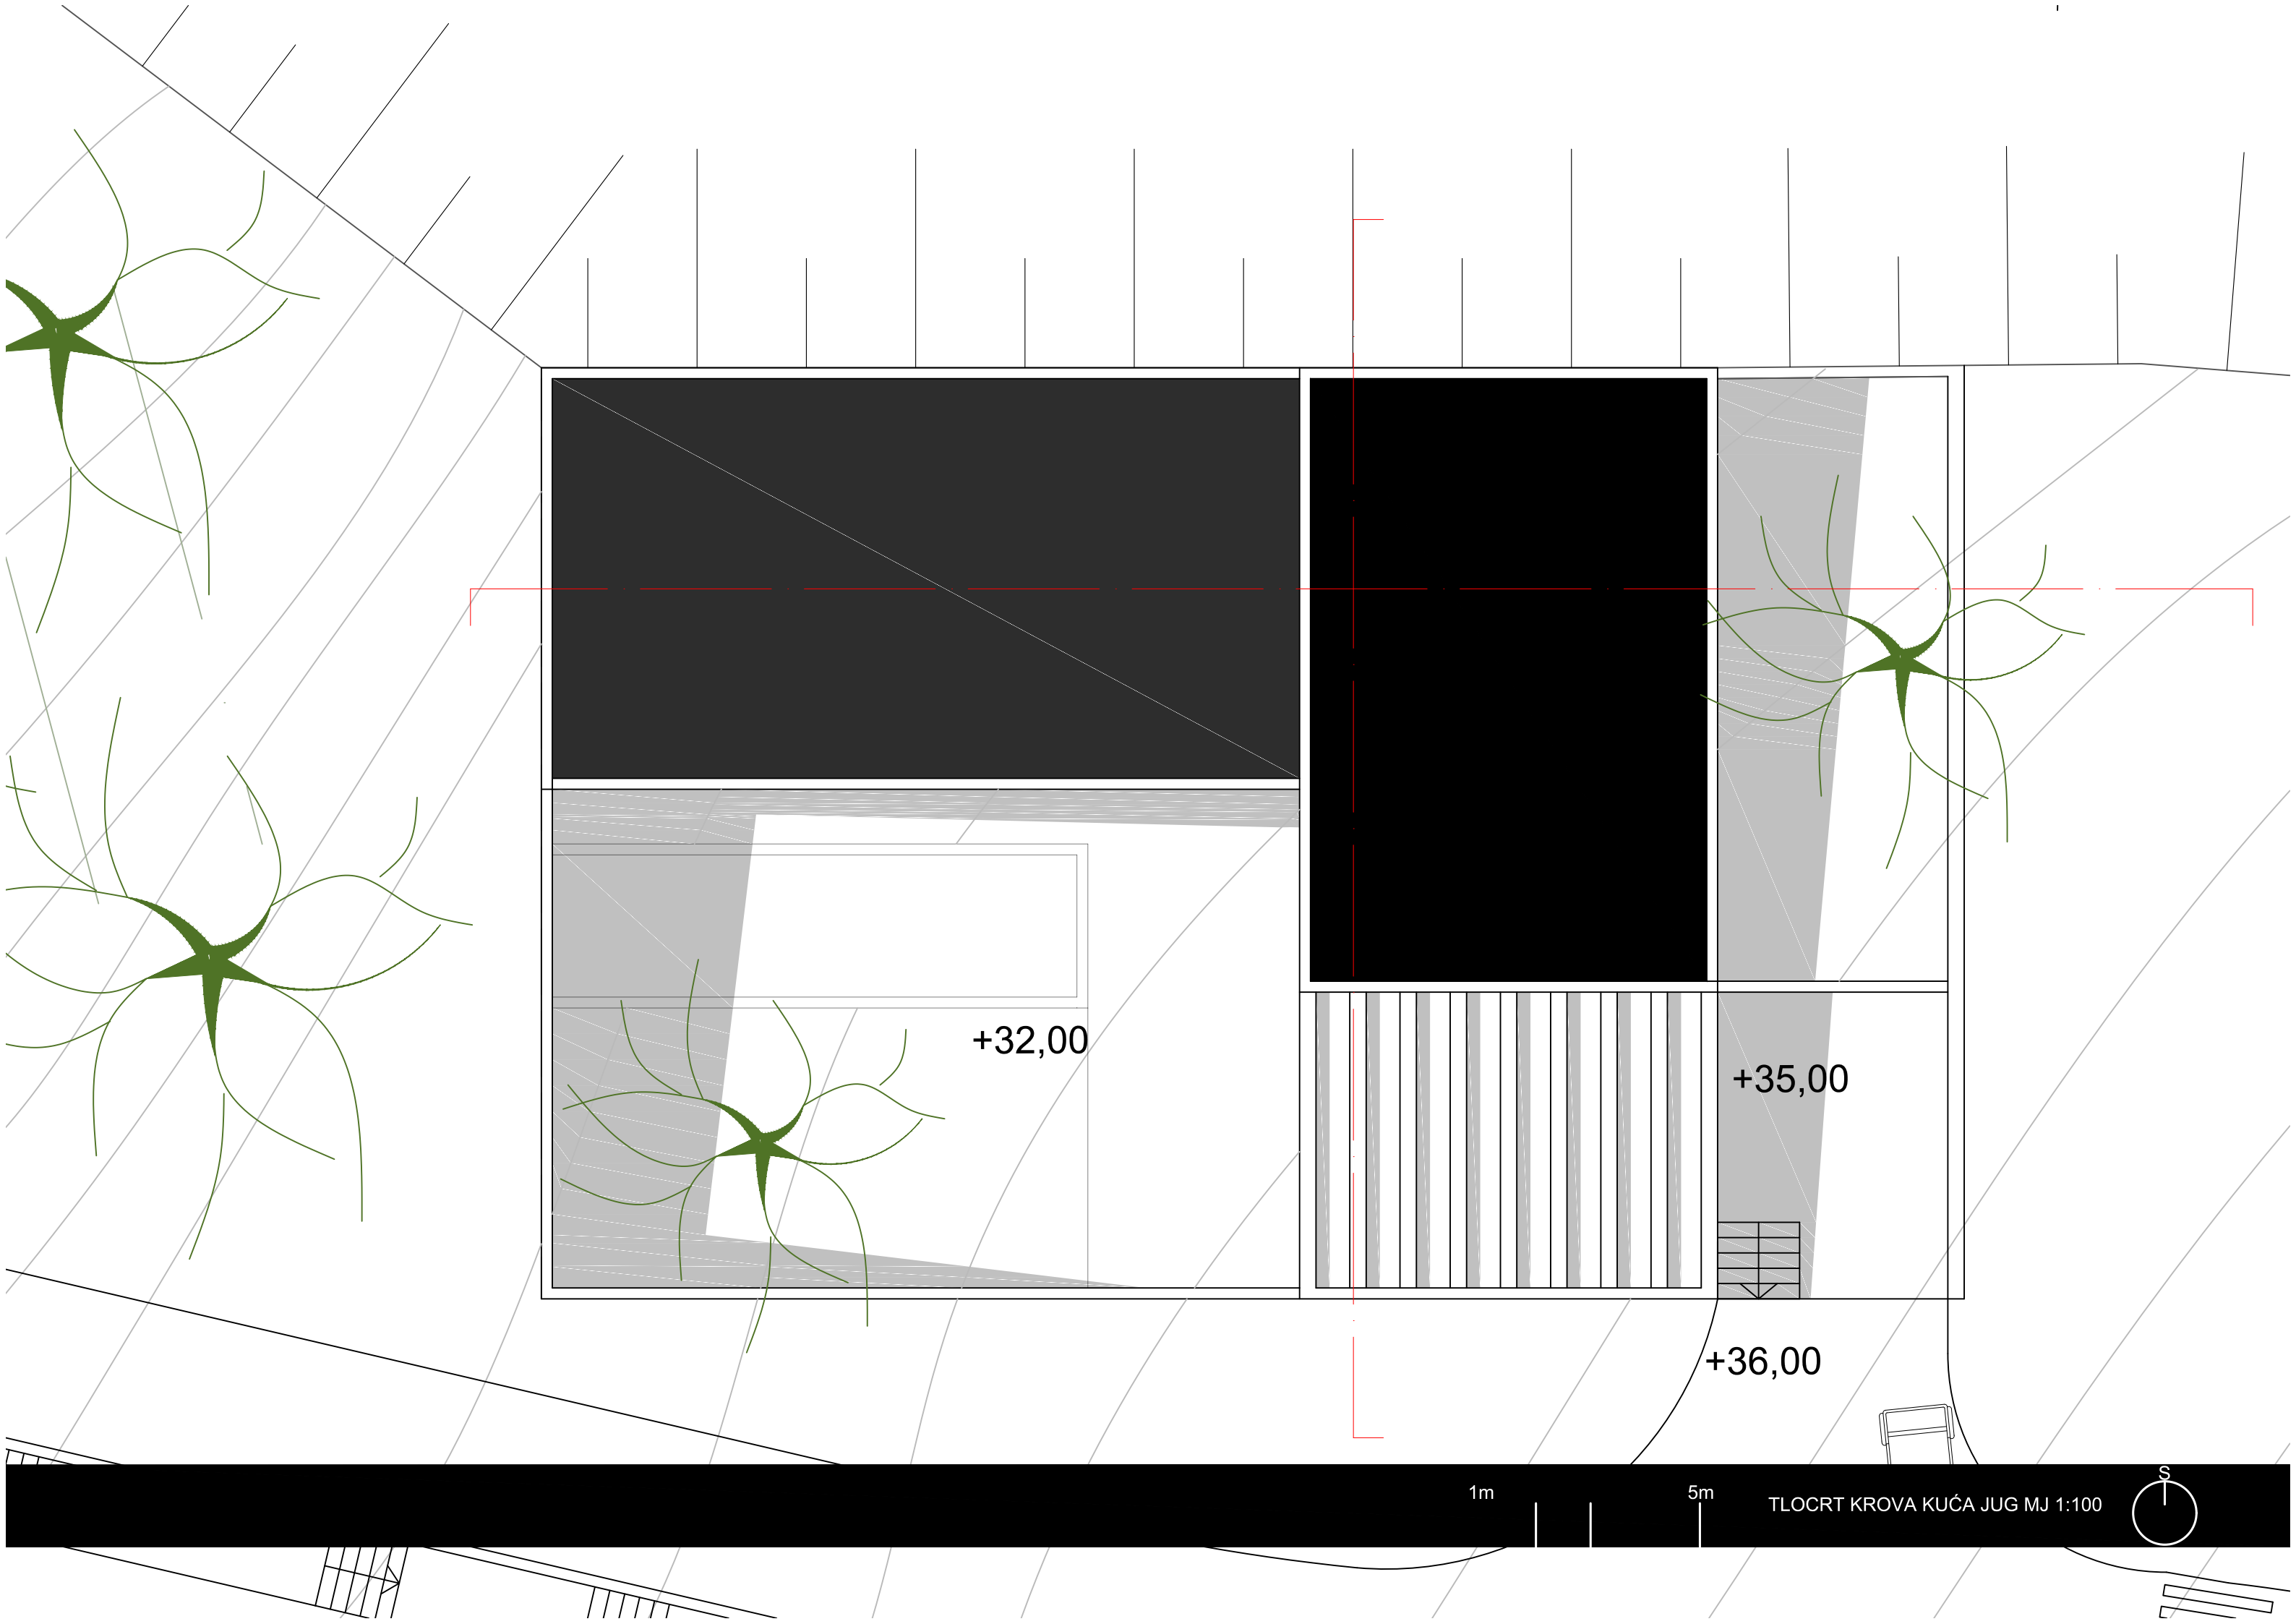 +32,00
+35,00
+36,00
1m
5m
TLOCRT KROVA KUĆA JUG MJ 1:100
S